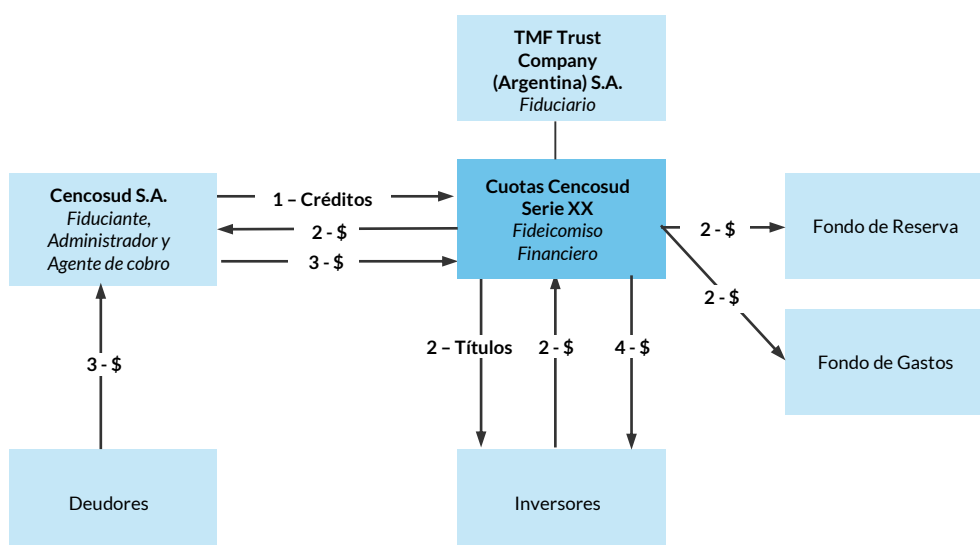 TMF Trust
Company
(Argentina) S.A.
Fiduciario
Cencosud S.A.
Fiduciante,
Administrador y
Agente de cobro
1 – Créditos
2 - $
3 - $
Cuotas Cencosud
Serie XX
Fideicomiso
Financiero
2 - $
Fondo de Reserva
2 - $
Fondo de Gastos
3 - $
2 – Títulos
2 - $
4 - $
Deudores
Inversores